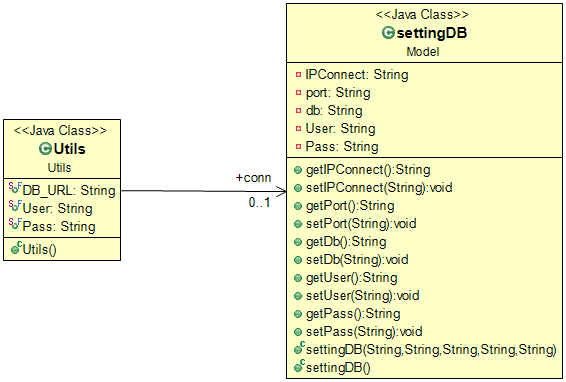 <<Java Class>>
Utils
Utils
DB_URL: String
User: String
Pass: String
Utils()
+conn
0..1
<<Java Class>>
settingDB
Model
IPConnect: String
port: String
db: String
User: String
Pass: String
getIPConnect():String
setIPConnect(String):void
getPort():String
setPort(String):void
getDb():String
setDb(String):void
getUser():String
setUser(String):void
getPass():String
setPass(String):void
settingDB(String,String,String,String,String)
settingDB()